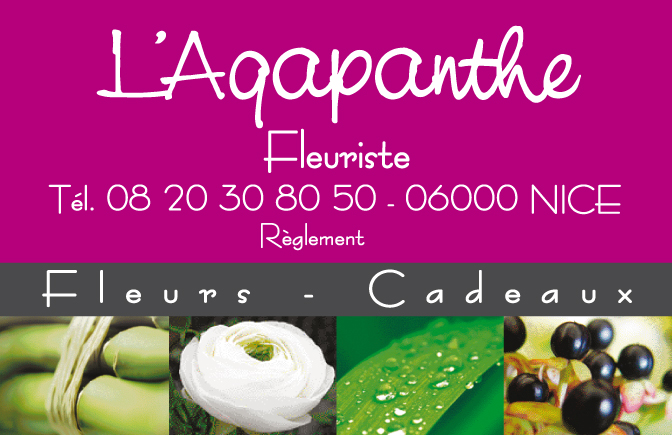 L'Agapanthe
Fleuriste
Tél. 08 20 30 80 50 - 06000 NICE
Règlement
Fleurs - Cadeaux